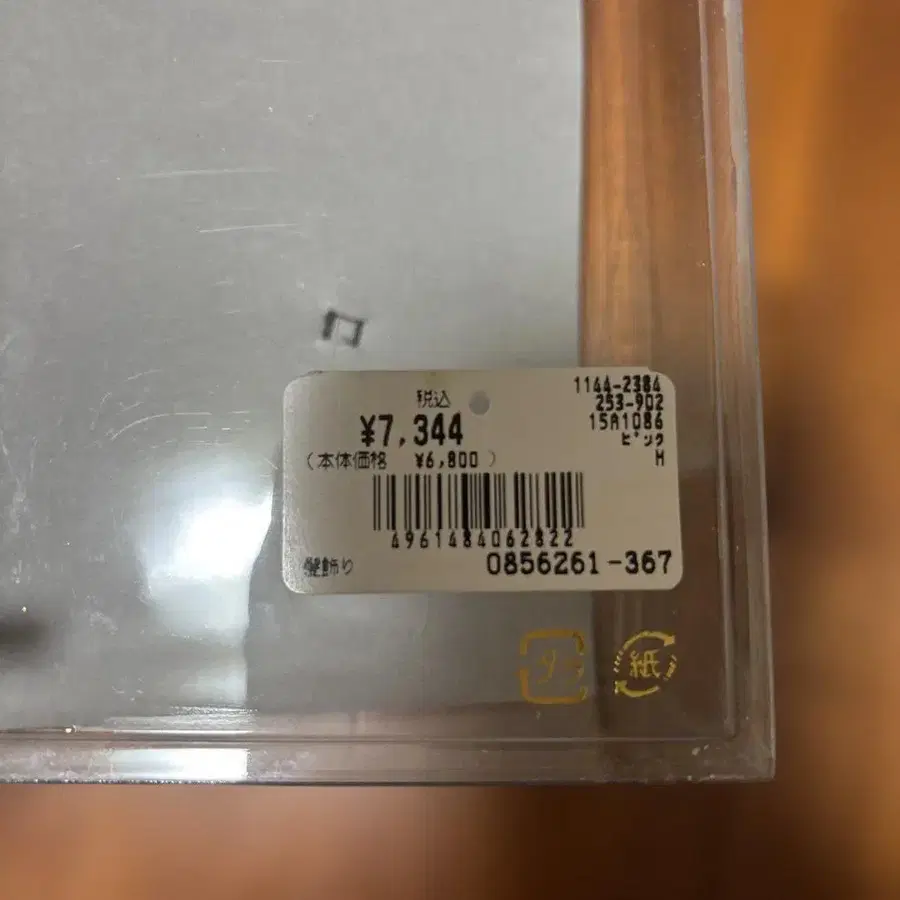 税込
¥7,344
(本体価格 ¥6,800)
1144-2384
253-902
15A1086
ピンク
M
4961484062822
髪飾り
0856261-367
紙